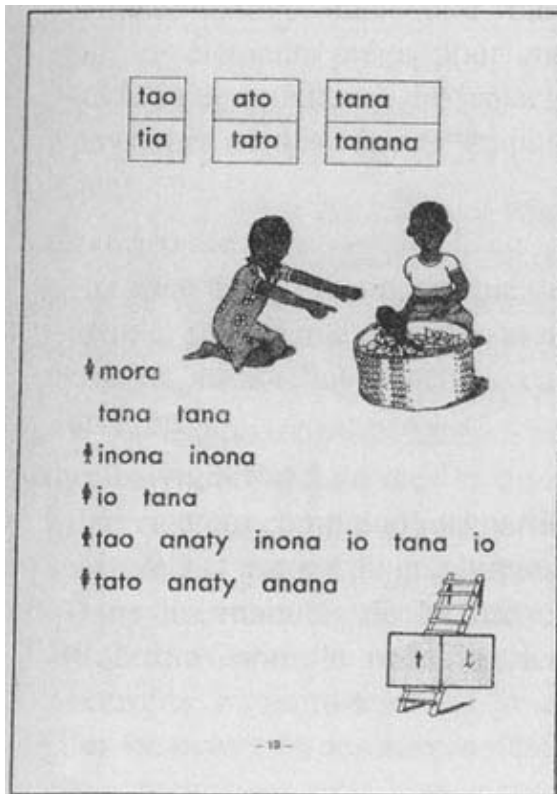 tao ato tana
tia tato tanana
mora
tana tana
inona inona
io tana
tao anaty inona io tana io
tato anaty anana
t t